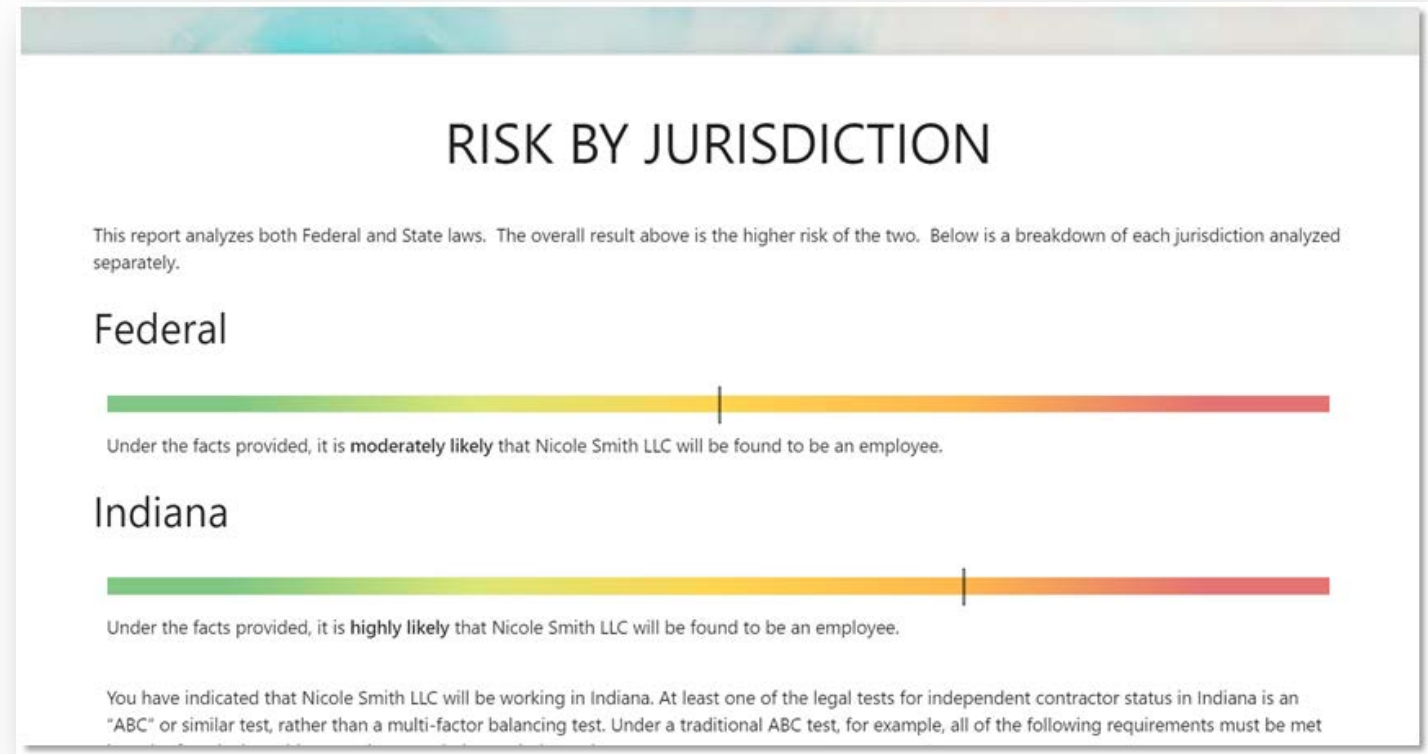 RISK BY JURISDICTION
This report analyzes both Federal and State laws.  The overall result above is the higher risk of the two.  Below is a breakdown of each jurisdiction analyzed
separately.
Federal
Under the facts provided, it is moderately likely that Nicole Smith LLC will be found to be an employee.
Indiana
Under the facts provided, it is highly likely that Nicole Smith LLC will be found to be an employee.
You have indicated that Nicole Smith LLC will be working in Indiana. At least one of the legal tests for independent contractor status in Indiana is an
"ABC" or similar test, rather than a multi-factor balancing test. Under a traditional ABC test, for example, all of the following requirements must be met